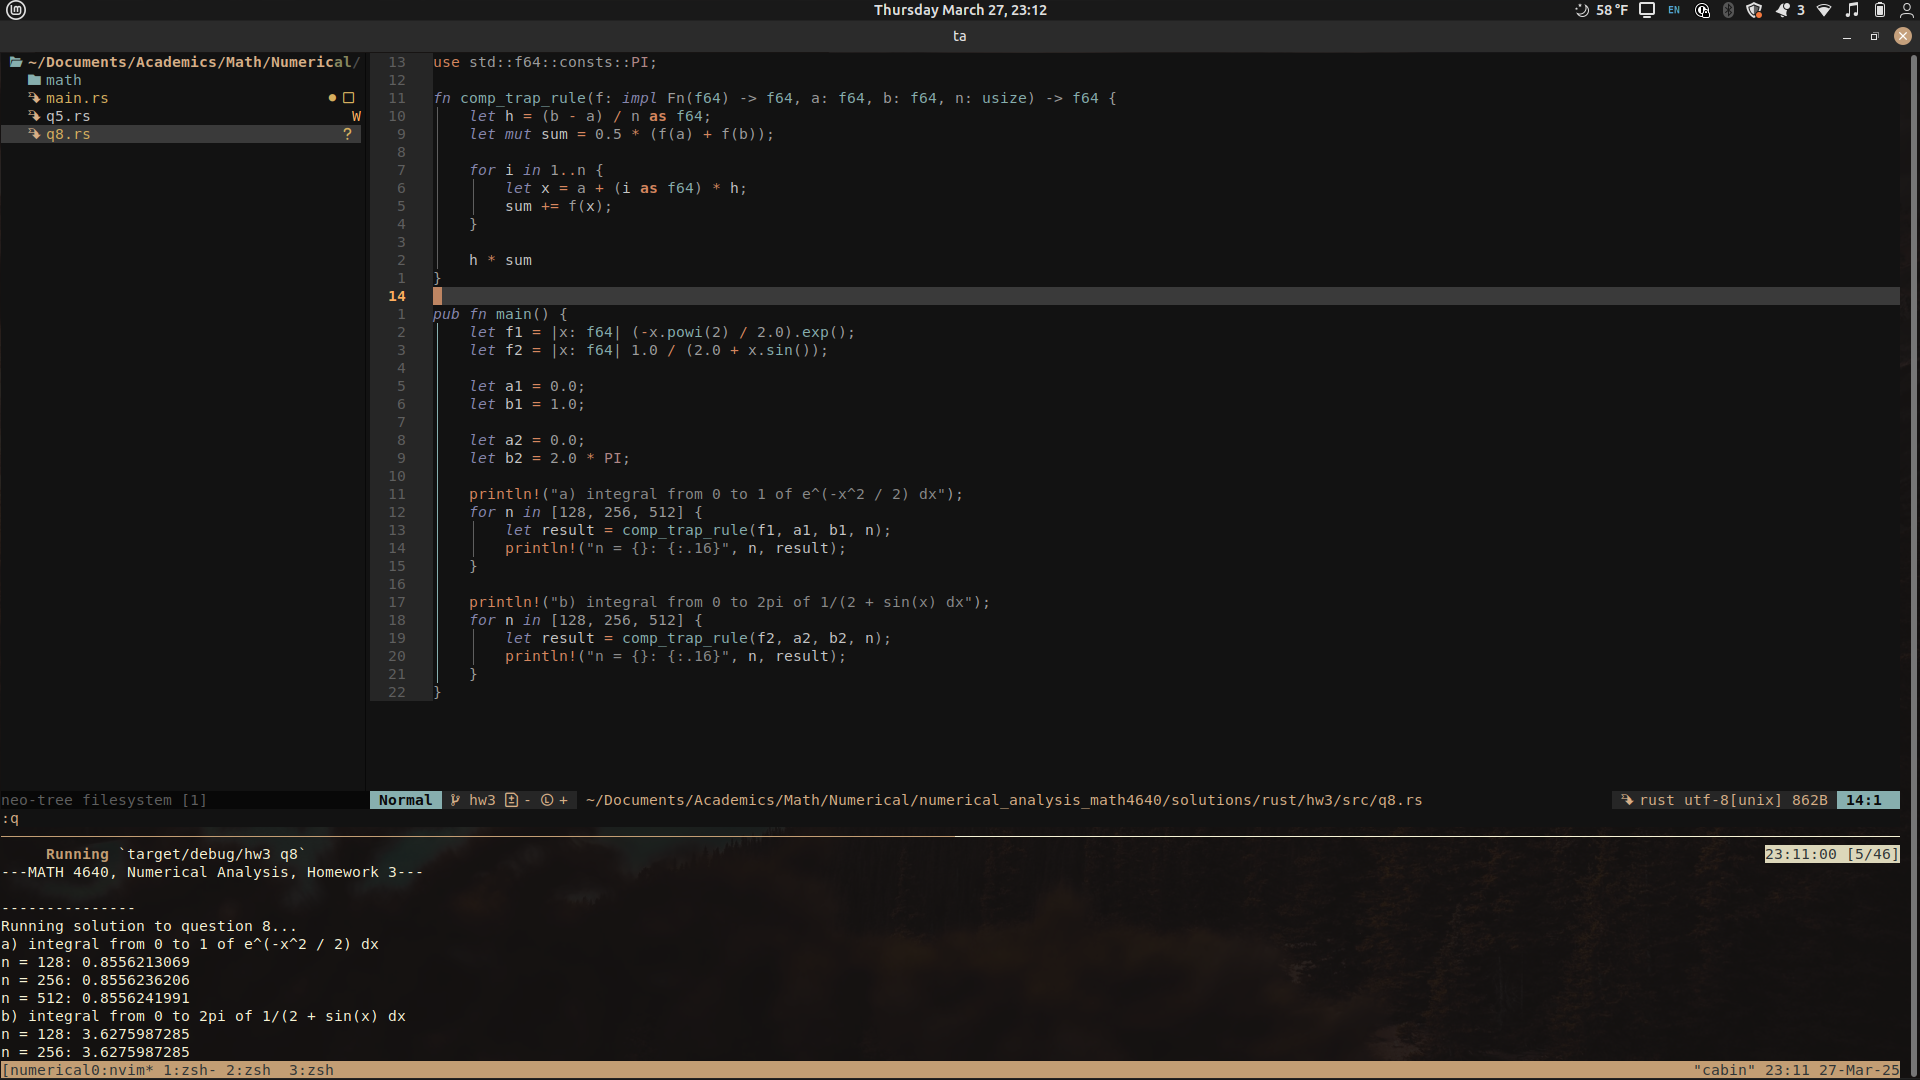 Thursday March 27, 23:12
58°F EN 3
ta
~/Documents/Academics/Math/Numerical/
math
main.rs
q5.rs W
q8.rs ?
13 use std::f64::consts::PI;
12
11 fn comp_trap_rule(f: impl Fn(f64) -> f64, a: f64, b: f64, n: usize) -> f64 {
10 let h = (b - a) / n as f64;
9 let mut sum = 0.5 * (f(a) + f(b));
8
7 for i in 1..n {
6 let x = a + (i as f64) * h;
5 sum += f(x);
4 }
3
2 h * sum
1 }
14
1 pub fn main() {
2 let f1 = |x: f64| (-x.powi(2) / 2.0).exp();
3 let f2 = |x: f64| 1.0 / (2.0 + x.sin());
4
5 let a1 = 0.0;
6 let b1 = 1.0;
7
8 let a2 = 0.0;
9 let b2 = 2.0 * PI;
10
11 println!("a) integral from 0 to 1 of e^(-x^2 / 2) dx");
12 for n in [128, 256, 512] {
13 let result = comp_trap_rule(f1, a1, b1, n);
14 println!("n = {}: {:.16}", n, result);
15 }
16
17 println!("b) integral from 0 to 2pi of 1/(2 + sin(x) dx");
18 for n in [128, 256, 512] {
19 let result = comp_trap_rule(f2, a2, b2, n);
20 println!("n = {}: {:.16}", n, result);
21 }
22 }
neo-tree filesystem [1]
Normal hw3 - + ~/Documents/Academics/Math/Numerical/numerical_analysis_math4640/solutions/rust/hw3/src/q8.rs rust utf-8[unix] 862B 14:1
:q
Running `target/debug/hw3 q8` 23:11:00 [5/46]
---MATH 4640, Numerical Analysis, Homework 3---
---------------
Running solution to question 8...
a) integral from 0 to 1 of e^(-x^2 / 2) dx
n = 128: 0.8556213069
n = 256: 0.8556236206
n = 512: 0.8556241991
b) integral from 0 to 2pi of 1/(2 + sin(x) dx
n = 128: 3.6275987285
n = 256: 3.6275987285
[numerical0:nvim* 1:zsh- 2:zsh 3:zsh "cabin" 23:11 27-Mar-25